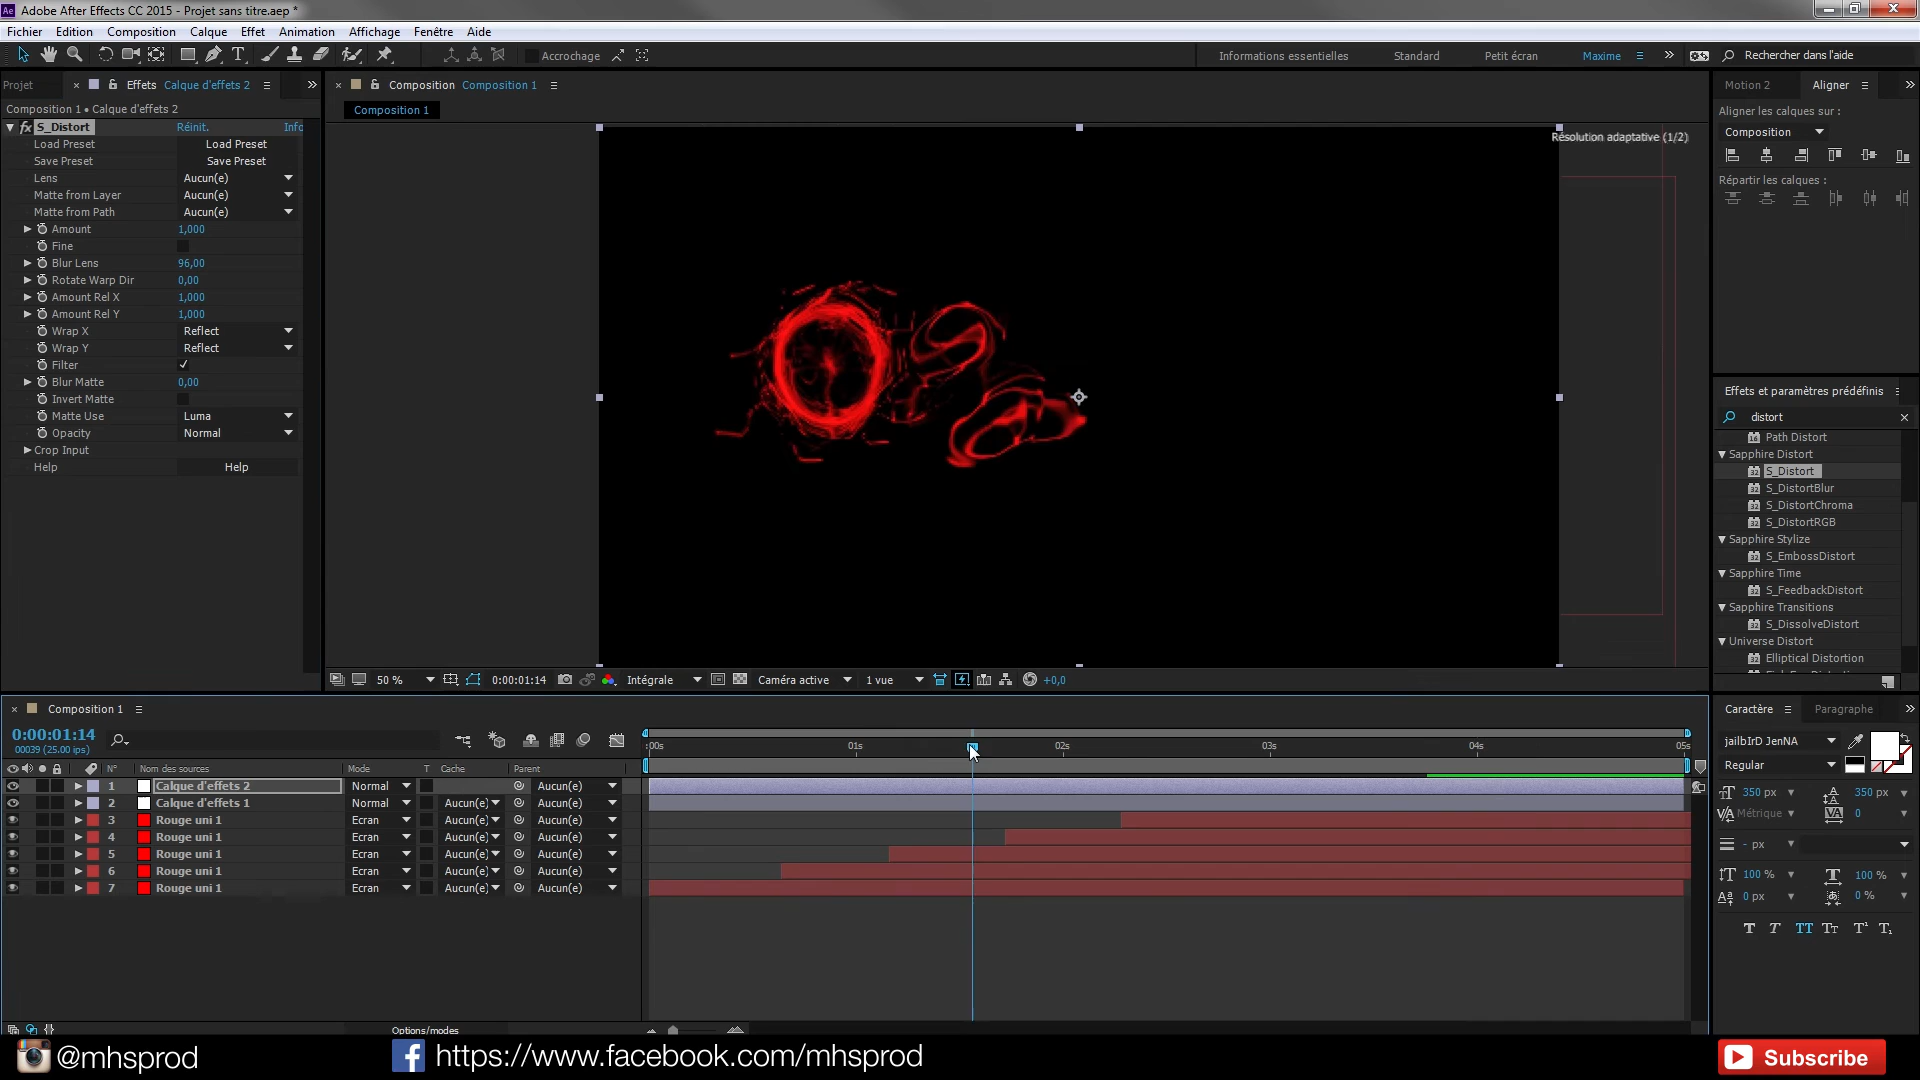 Adobe After Effects CC 2015 - Projet sans titre.aep *
Fichier Edition Composition Calque Effet Animation Affichage Fenêtre Aide
Accrochage Informations essentielles Standard Petit écran Maxime Rechercher dans l'aide
Projet Effets Calque d'effets 2
Composition Composition 1
Motion 2 Aligner
Composition 1 • Calque d'effets 2
Composition 1
fx S_Distort Réinit. Info
Load Preset Load Preset
Save Preset Save Preset
Lens Aucun(e)
Matte from Layer Aucun(e)
Matte from Path Aucun(e)
Amount 1,000
Fine
Blur Lens 96,00
Rotate Warp Dir 0,00
Amount Rel X 1,000
Amount Rel Y 1,000
Wrap X Reflect
Wrap Y Reflect
Filter
Blur Matte 0,00
Invert Matte
Matte Use Luma
Opacity Normal
Crop Input
Help Help
Résolution adaptative (1/2)
50 % 0:00:01:14 Intégrale Caméra active 1 vue +0,0
Aligner les calques sur :
Composition
Répartir les calques :
Effets et paramètres prédéfinis
distort
Path Distort
Sapphire Distort
S_Distort
S_DistortBlur
S_DistortChroma
S_DistortRGB
Sapphire Stylize
S_EmbossDistort
Sapphire Time
S_FeedbackDistort
Sapphire Transitions
S_DissolveDistort
Universe Distort
Elliptical Distortion
Composition 1
0:00:01:14
00039 (25.00 ips)
:00s 01s 02s 03s 04s 05s
N° Nom des sources Mode T Cache Parent
1 Calque d'effets 2 Normal Aucun(e)
2 Calque d'effets 1 Normal Aucun(e) Aucun(e)
3 Rouge uni 1 Ecran Aucun(e) Aucun(e)
4 Rouge uni 1 Ecran Aucun(e) Aucun(e)
5 Rouge uni 1 Ecran Aucun(e) Aucun(e)
6 Rouge uni 1 Ecran Aucun(e) Aucun(e)
7 Rouge uni 1 Ecran Aucun(e) Aucun(e)
Options/modes
Caractère Paragraphe
jailbIrD JenNA
Regular
350 px 350 px
Métrique 0
- px
100 % 100 %
0 px 0 %
@mhsprod https://www.facebook.com/mhsprod Subscribe